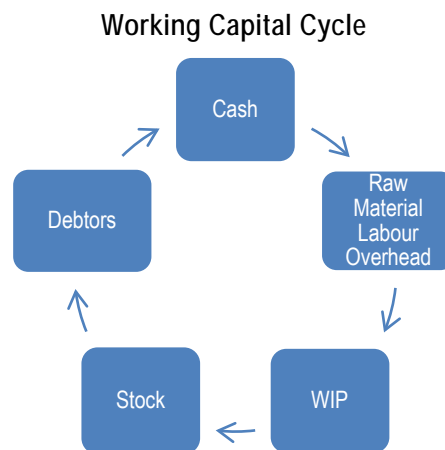 Working Capital Cycle
Cash
Raw
Material
Labour
Overhead
WIP
Stock
Debtors